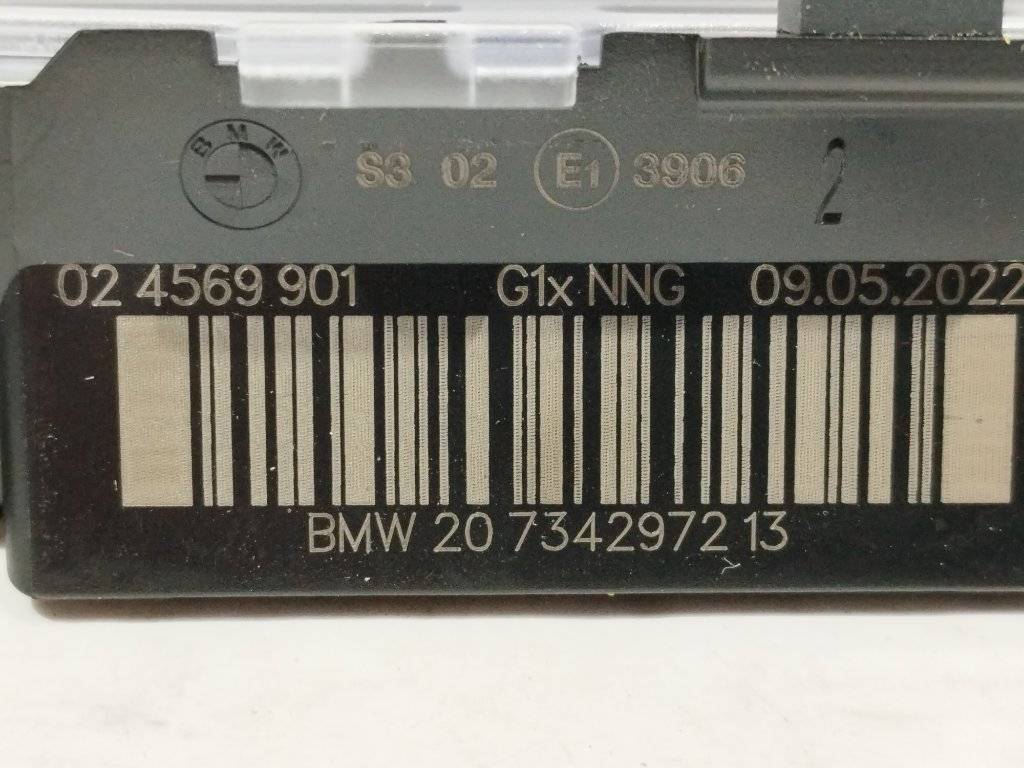 BMW S3 02 E1 3906 2
02 4569 901 G1x NNG 09.05.2022
BMW 20 7342972 13